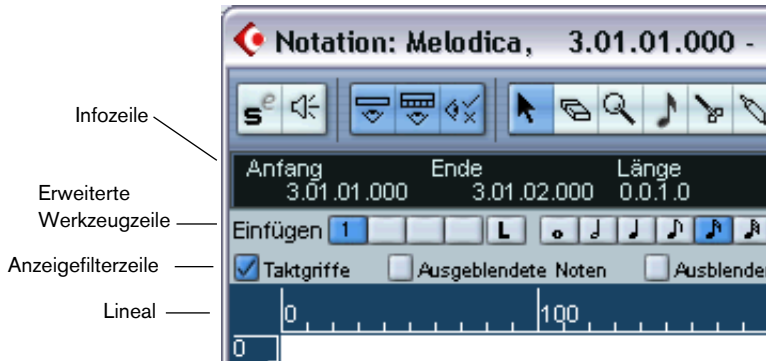 Notation: Melodica, 3.01.01.000 -
Infozeile
Anfang Ende Länge
3.01.01.000 3.01.02.000 0.0.1.0
Erweiterte
Werkzeugzeile
Einfügen 1 L
Anzeigefilterzeile
Taktgriffe Ausgeblendete Noten Ausblende
Lineal
0 100
0